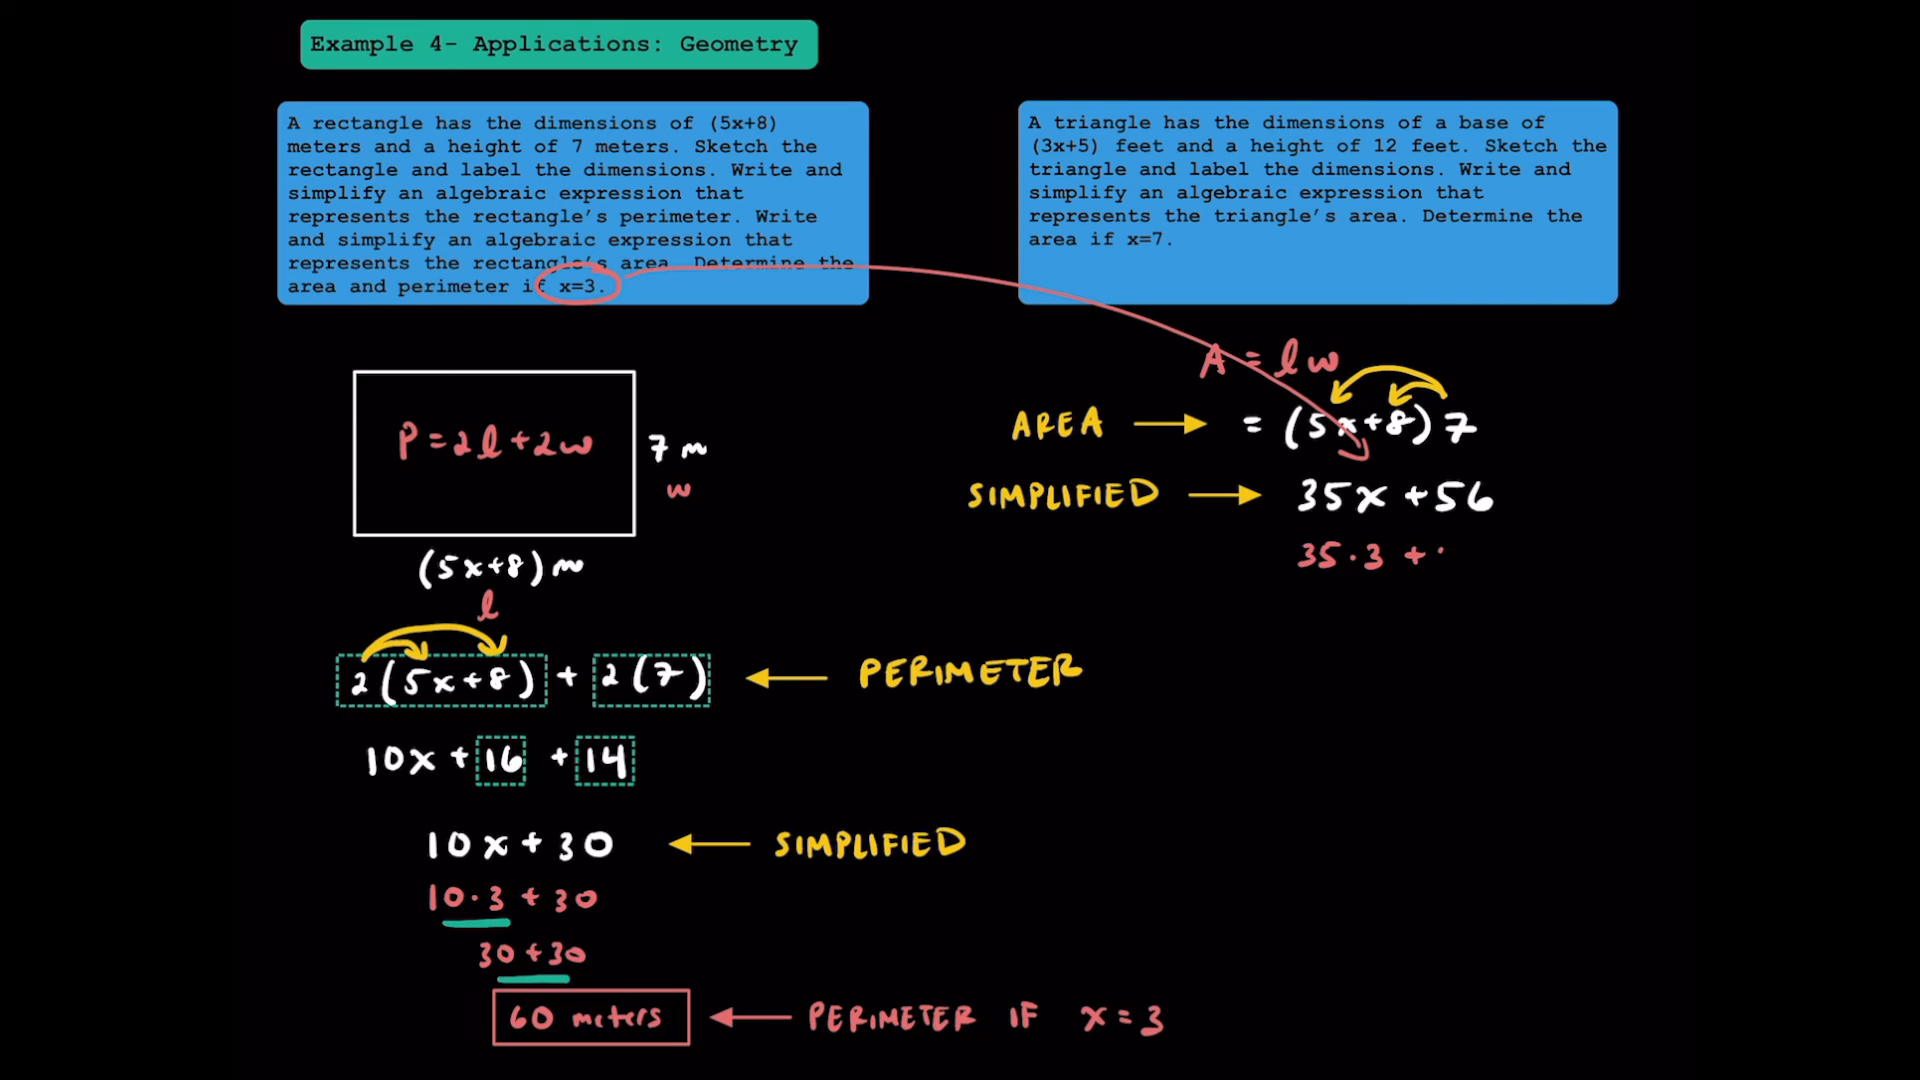 Example 4- Applications: Geometry
A rectangle has the dimensions of (5x+8)
meters and a height of 7 meters. Sketch the
rectangle and label the dimensions. Write and
simplify an algebraic expression that
represents the rectangle's perimeter. Write
and simplify an algebraic expression that
represents the rectangle's area. Determine the
area and perimeter if x=3.
A triangle has the dimensions of a base of
(3x+5) feet and a height of 12 feet. Sketch the
triangle and label the dimensions. Write and
simplify an algebraic expression that
represents the triangle's area. Determine the
area if x=7.
P=2l+2w
7 m
w
(5x+8) m
l
2(5x+8) + 2(7)
PERIMETER
10x+16 +14
10x+30
SIMPLIFIED
10·3 + 30
30+30
60 meters
PERIMETER IF x=3
A = lw
AREA
= (5x+8)7
SIMPLIFIED
35x+56
35·3 +